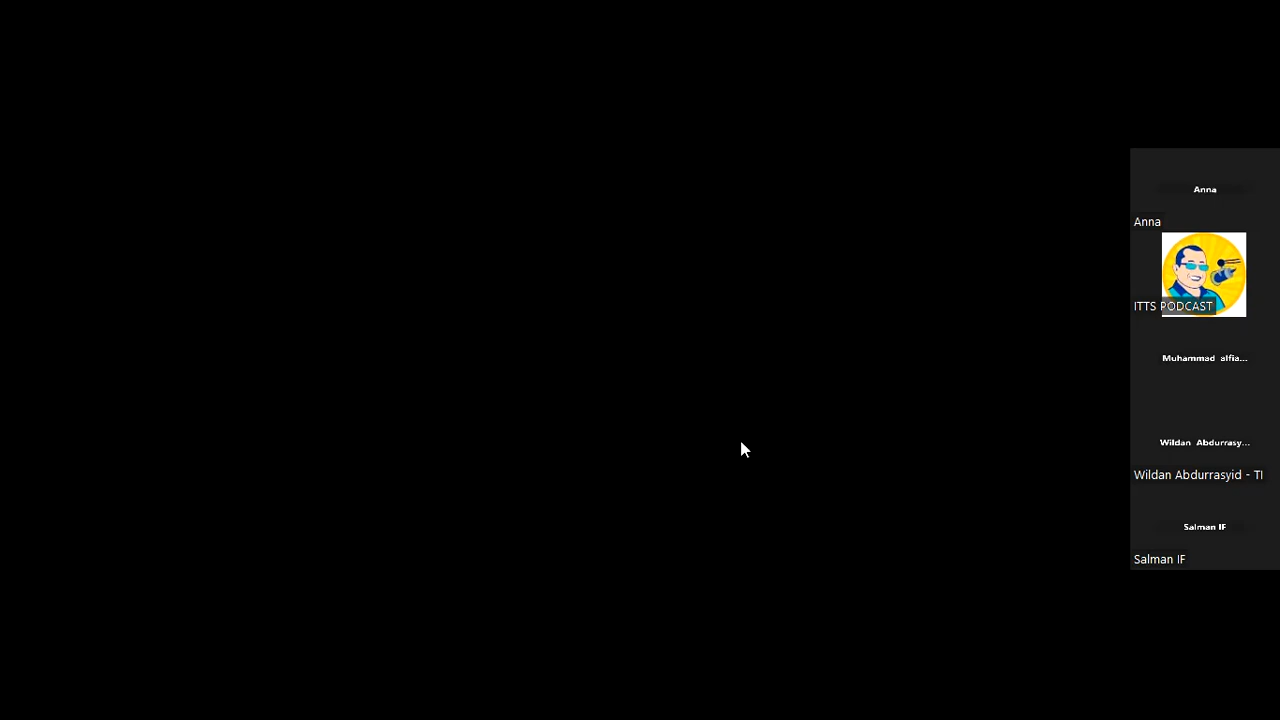 Anna
Anna
ITTS PODCAST
Muhammad alfia...
Wildan Abdurrasy...
Wildan Abdurrasyid - TI
Salman IF
Salman IF